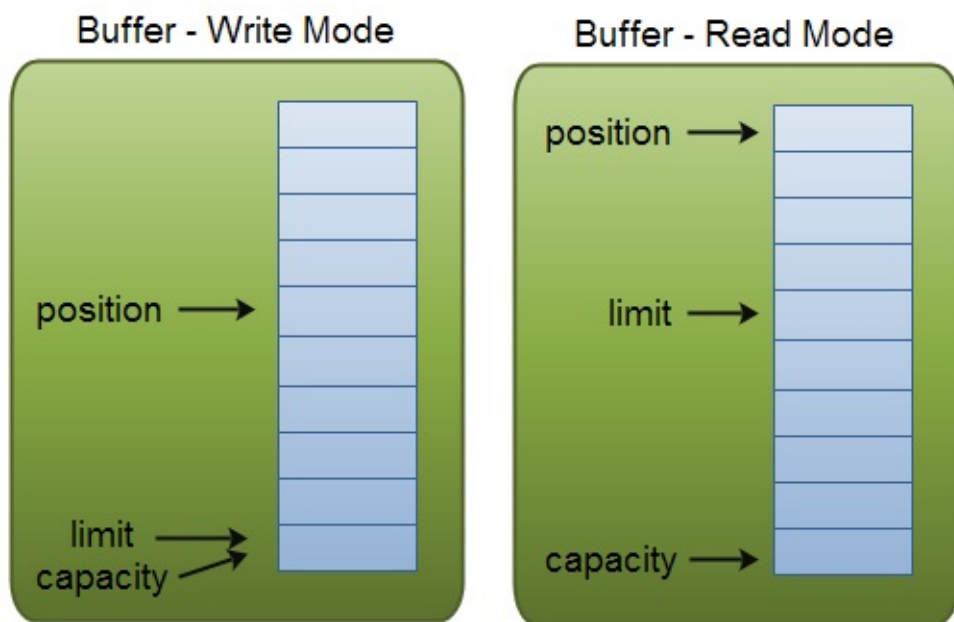 Buffer - Write Mode
position
limit
capacity
Buffer - Read Mode
position
limit
capacity